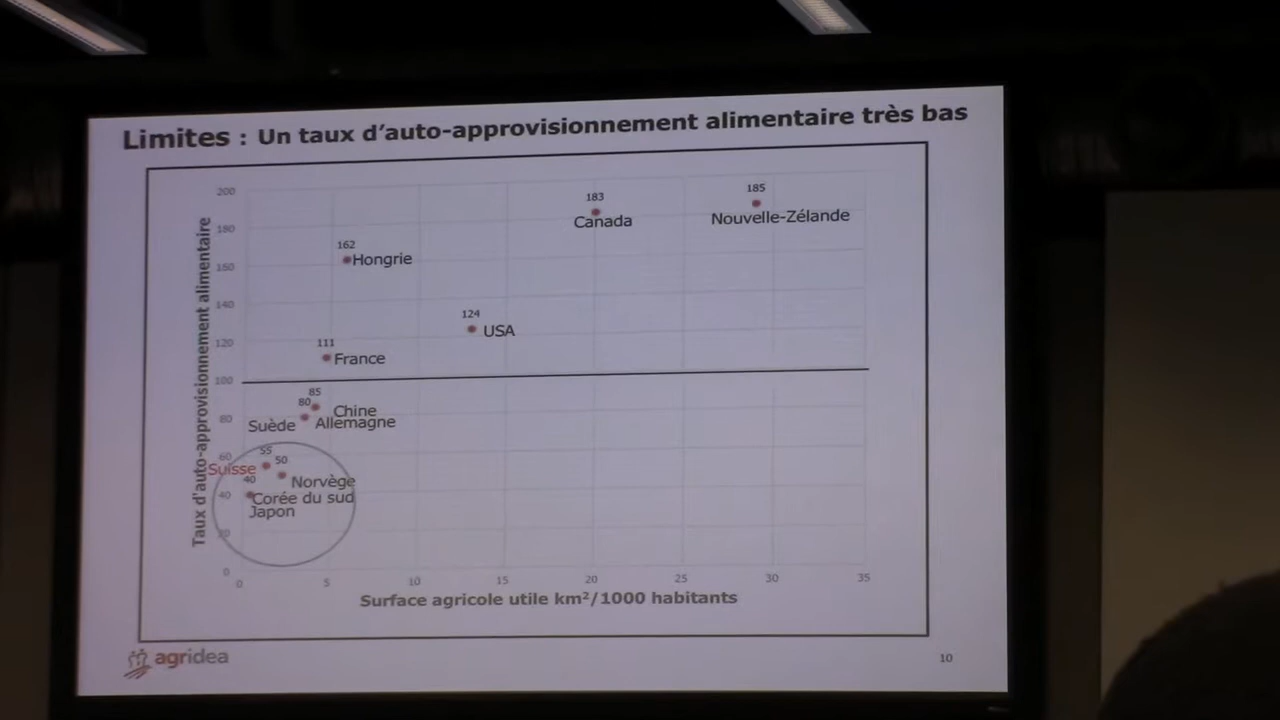 Limites : Un taux d'auto-approvisionnement alimentaire très bas
Taux d'auto-approvisionnement alimentaire
200
180
160
140
120
100
80
60
40
20
0
185
Nouvelle-Zélande
183
Canada
162
Hongrie
124
USA
111
France
85
80
Chine
Suède
Allemagne
55
50
Suisse
40
Norvège
Corée du sud
Japon
0
5
10
15
20
25
30
35
Surface agricole utile km²/1000 habitants
agridea
10